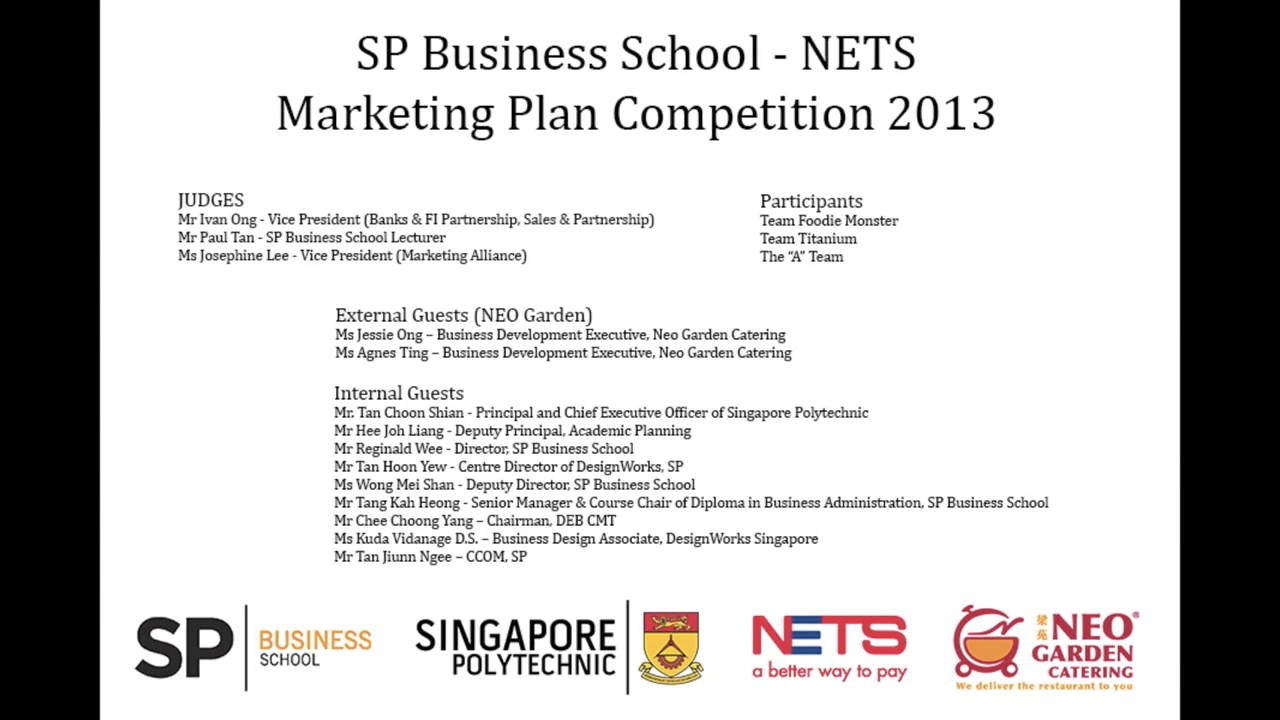 SP Business School - NETS
Marketing Plan Competition 2013
JUDGES
Mr Ivan Ong - Vice President (Banks & FI Partnership, Sales & Partnership)
Mr Paul Tan - SP Business School Lecturer
Ms Josephine Lee - Vice President (Marketing Alliance)
Participants
Team Foodie Monster
Team Titanium
The “A” Team
External Guests (NEO Garden)
Ms Jessie Ong – Business Development Executive, Neo Garden Catering
Ms Agnes Ting – Business Development Executive, Neo Garden Catering
Internal Guests
Mr. Tan Choon Shian - Principal and Chief Executive Officer of Singapore Polytechnic
Mr Hee Joh Liang - Deputy Principal, Academic Planning
Mr Reginald Wee - Director, SP Business School
Mr Tan Hoon Yew - Centre Director of DesignWorks, SP
Ms Wong Mei Shan - Deputy Director, SP Business School
Mr Tang Kah Heong - Senior Manager & Course Chair of Diploma in Business Administration, SP Business School
Mr Chee Choong Yang – Chairman, DEB CMT
Ms Kuda Vidanage D.S. – Business Design Associate, DesignWorks Singapore
Mr Tan Jiunn Ngee – CCOM, SP
SP
BUSINESS
SCHOOL
SINGAPORE
POLYTECHNIC
NETS
a better way to pay
梁苑
NEO®
GARDEN
CATERING
We deliver the restaurant to you